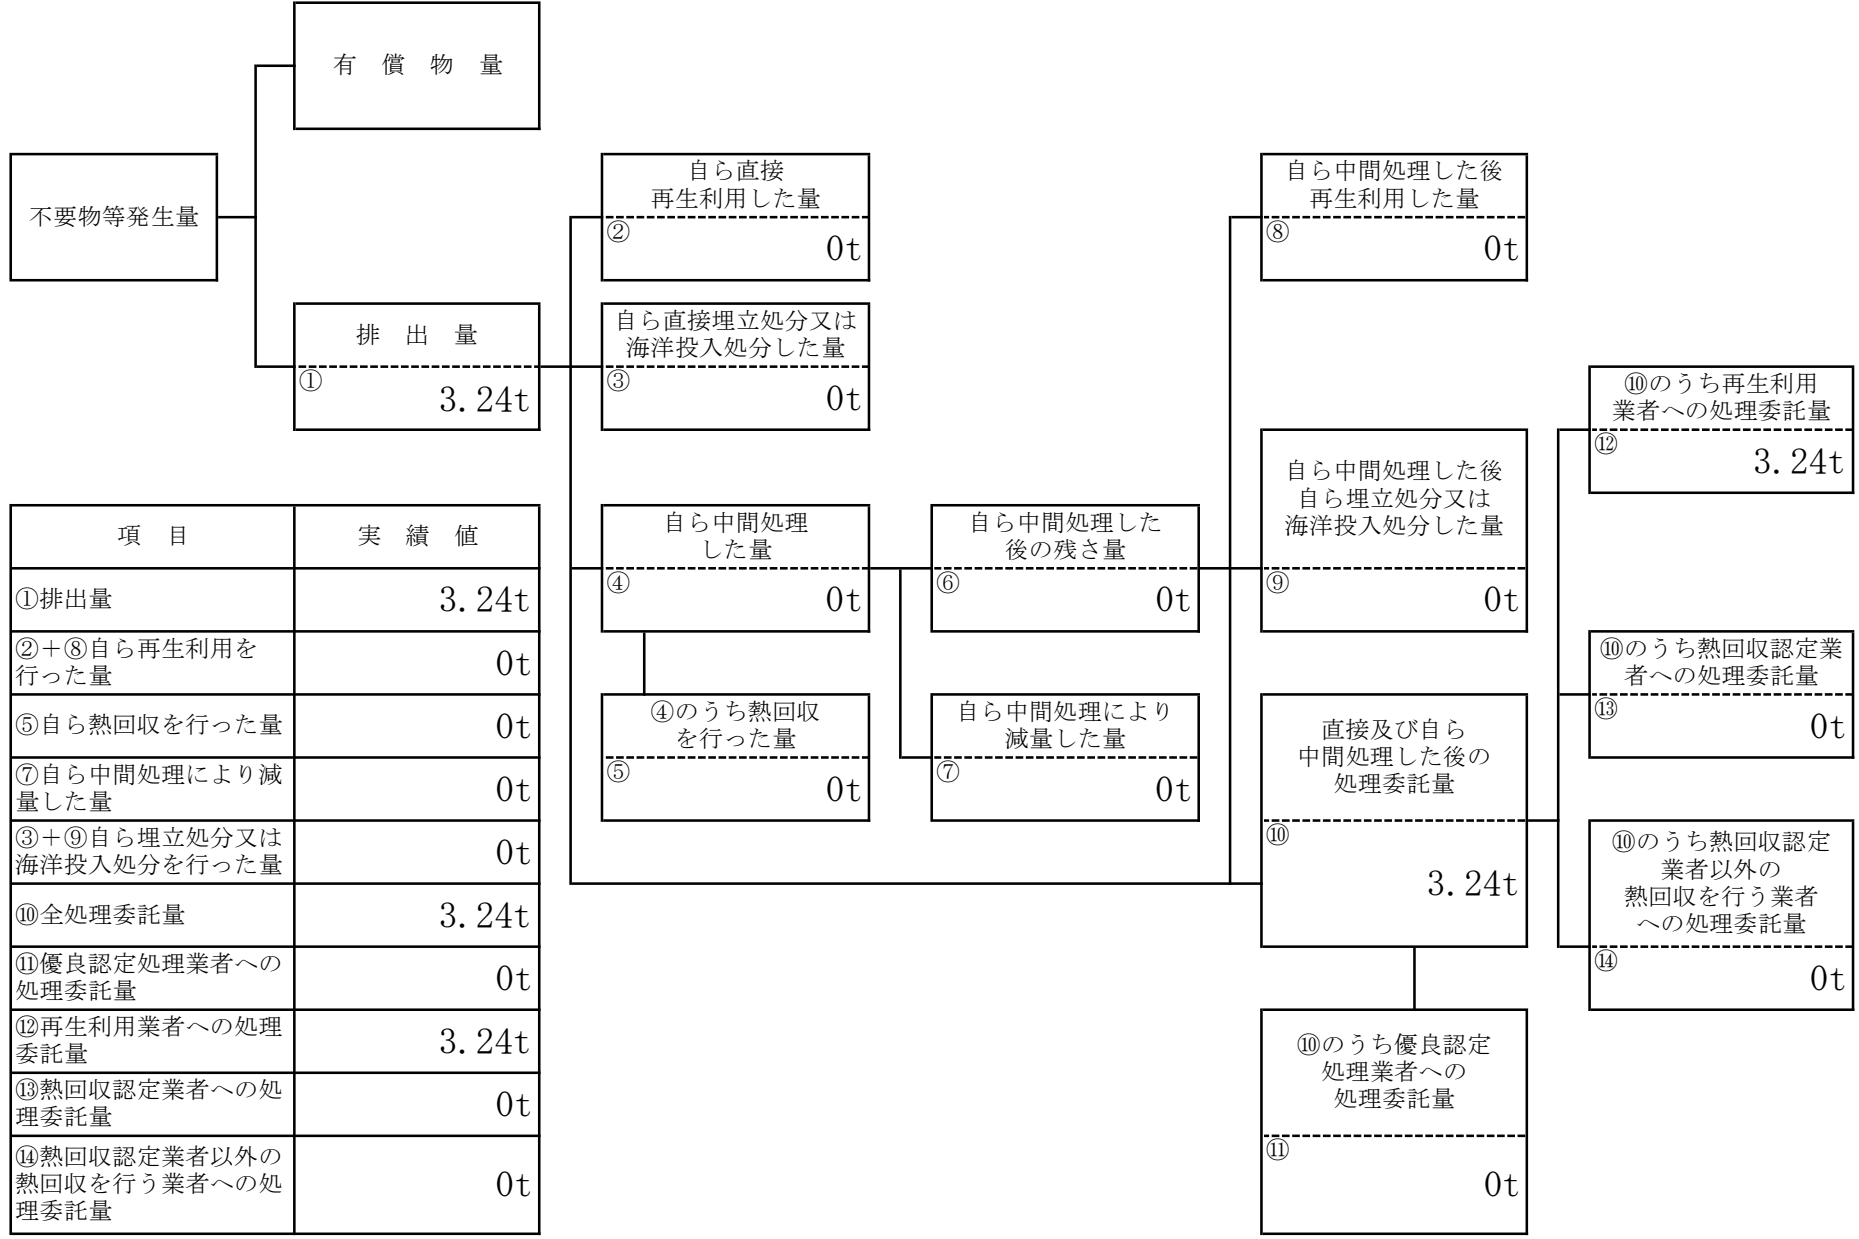 有　償　物　量
不要物等発生量
排　出　量
①
3.24t
自ら直接
再生利用した量
②
0t
自ら直接埋立処分又は
海洋投入処分した量
③
0t
自ら中間処理
した量
④
0t
④のうち熱回収
を行った量
⑤
0t
自ら中間処理した
後の残さ量
⑥
0t
自ら中間処理により
減量した量
⑦
0t
自ら中間処理した後
再生利用した量
⑧
0t
自ら中間処理した後
自ら埋立処分又は
海洋投入処分した量
⑨
0t
直接及び自ら
中間処理した後の
処理委託量
⑩
3.24t
⑩のうち優良認定
処理業者への
処理委託量
⑪
0t
⑩のうち再生利用
業者への処理委託量
⑫
3.24t
⑩のうち熱回収認定業
者への処理委託量
⑬
0t
⑩のうち熱回収認定
業者以外の
熱回収を行う業者
への処理委託量
⑭
0t
項　目
実　績　値
①排出量
3.24t
②＋⑧自ら再生利用を
行った量
0t
⑤自ら熱回収を行った量
0t
⑦自ら中間処理により減
量した量
0t
③＋⑨自ら埋立処分又は
海洋投入処分を行った量
0t
⑩全処理委託量
3.24t
⑪優良認定処理業者への
処理委託量
0t
⑫再生利用業者への処理
委託量
3.24t
⑬熱回収認定業者への処
理委託量
0t
⑭熱回収認定業者以外の
熱回収を行う業者への処
理委託量
0t